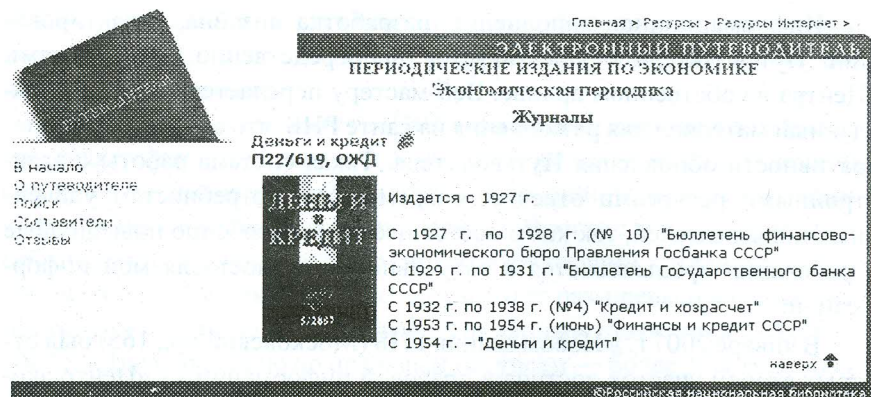 Главная > Ресурсы > Ресурсы Интернет >
ЭЛЕКТРОННЫЙ ПУТЕВОДИТЕЛЬ
ПЕРИОДИЧЕСКИЕ ИЗДАНИЯ ПО ЭКОНОМИКЕ
Экономическая периодика
Журналы
Деньги и кредит
П22/619, ОЖД
В начало
О путеводителе
Поиск
Составители
Отзывы
ДЕНЬГИ
И
КРЕДИТ
Издается с 1927 г.
С 1927 г. по 1928 г. (№ 10) "Бюллетень финансово-
экономического бюро Правления Госбанка СССР"
С 1929 г. по 1931 г. "Бюллетень Государственного банка
СССР"
С 1932 г. по 1938 г. (№4) "Кредит и хозрасчет"
С 1953 г. по 1954 г. (июнь) "Финансы и кредит СССР"
С 1954 г. - "Деньги и кредит"
наверх
©Российская национальная библиотека